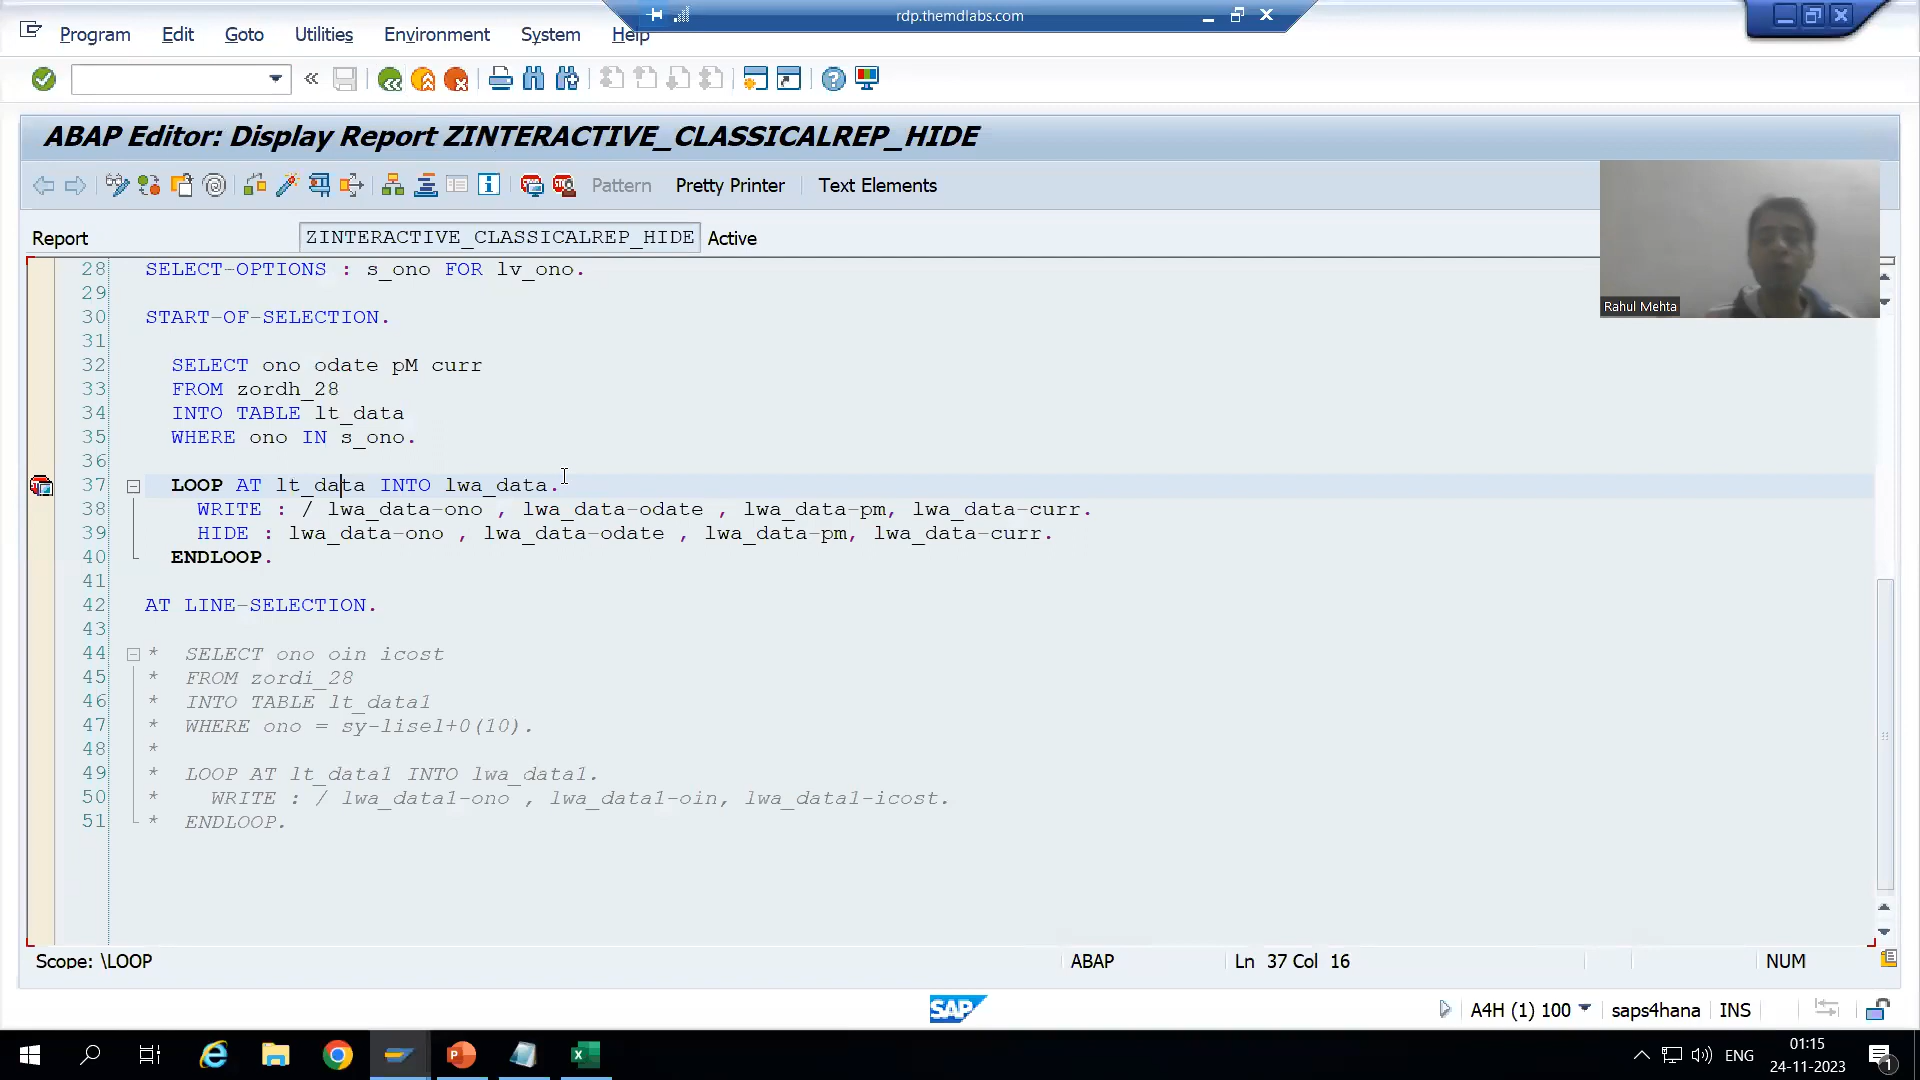 rdp.themdlabs.com
Program Edit Goto Utilities Environment System Help
ABAP Editor: Display Report ZINTERACTIVE_CLASSICALREP_HIDE
Pattern Pretty Printer Text Elements
Report ZINTERACTIVE_CLASSICALREP_HIDE Active
Rahul Mehta
28 SELECT-OPTIONS : s_ono FOR lv_ono.
29
30 START-OF-SELECTION.
31
32 SELECT ono odate pM curr
33 FROM zordh_28
34 INTO TABLE lt_data
35 WHERE ono IN s_ono.
36
37 LOOP AT lt_data INTO lwa_data.
38 WRITE : / lwa_data-ono , lwa_data-odate , lwa_data-pm, lwa_data-curr.
39 HIDE : lwa_data-ono , lwa_data-odate , lwa_data-pm, lwa_data-curr.
40 ENDLOOP.
41
42 AT LINE-SELECTION.
43
44 * SELECT ono oin icost
45 * FROM zordi_28
46 * INTO TABLE lt_data1
47 * WHERE ono = sy-lisel+0(10).
48 *
49 * LOOP AT lt_data1 INTO lwa_data1.
50 * WRITE : / lwa_data1-ono , lwa_data1-oin, lwa_data1-icost.
51 * ENDLOOP.
Scope: \LOOP ABAP Ln 37 Col 16 NUM
SAP A4H (1) 100 saps4hana INS
ENG 01:15
24-11-2023 1